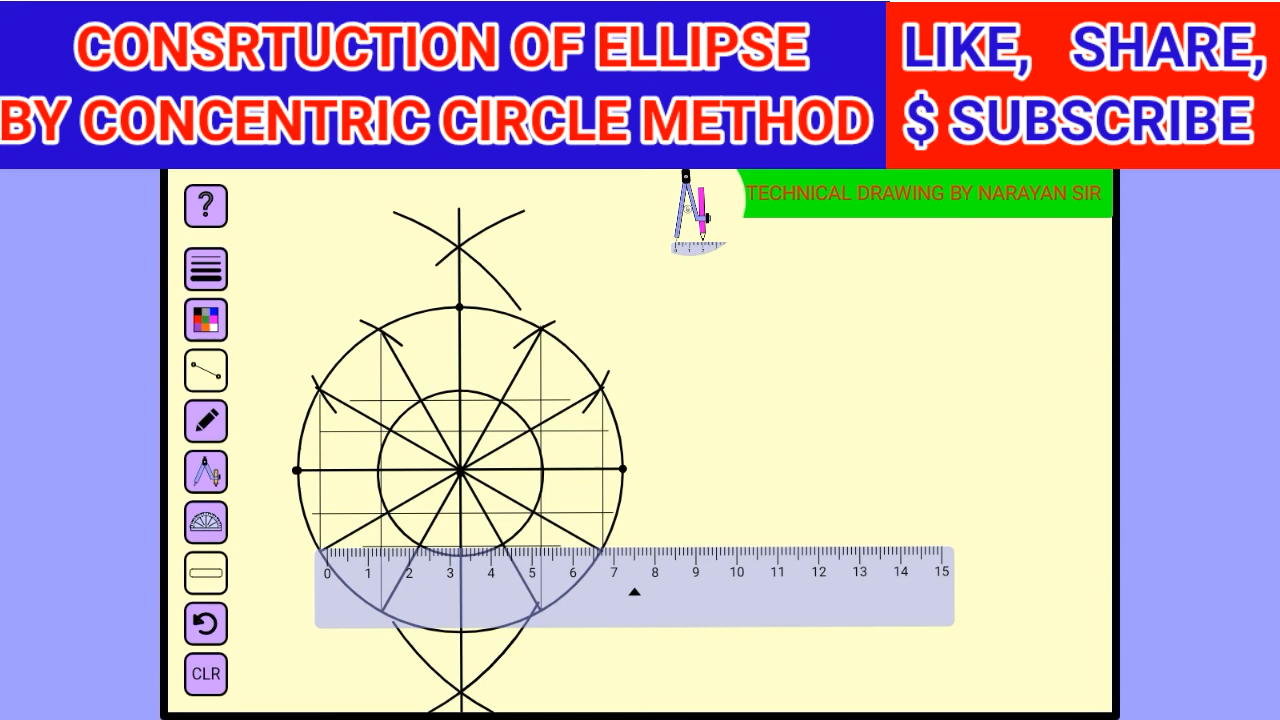 CONSRTUCTION OF ELLIPSE
BY CONCENTRIC CIRCLE METHOD
LIKE, SHARE,
$ SUBSCRIBE
TECHNICAL DRAWING BY NARAYAN SIR
?
CLR
0 1 2 3 4 5 6 7 8 9 10 11 12 13 14 15